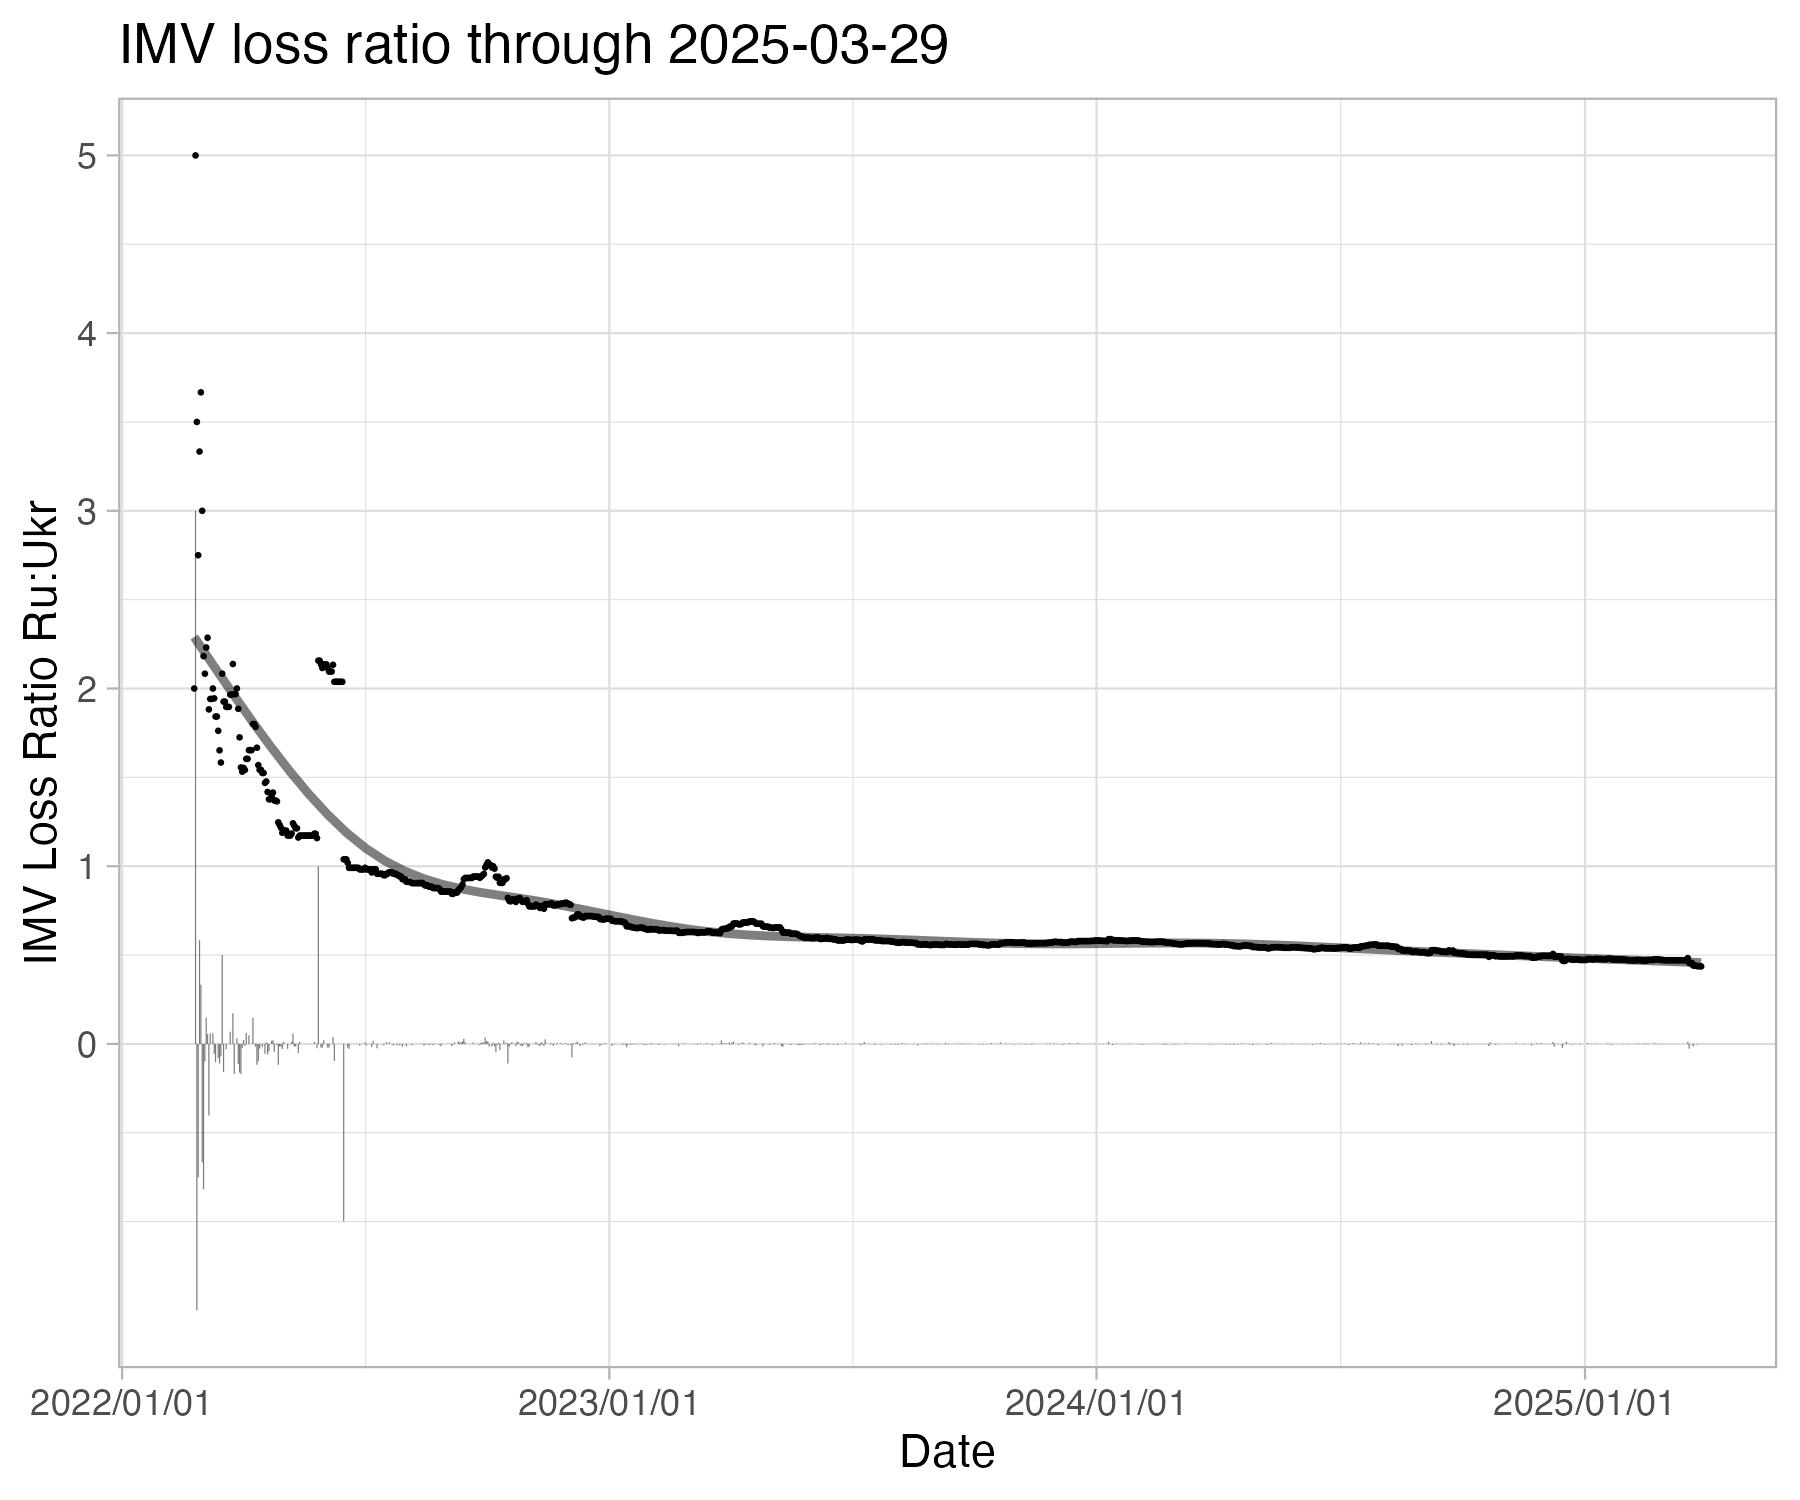 IMV loss ratio through 2025-03-29
IMV Loss Ratio Ru:Ukr
5
4
3
2
1
0
2022/01/01 2023/01/01 2024/01/01 2025/01/01
Date